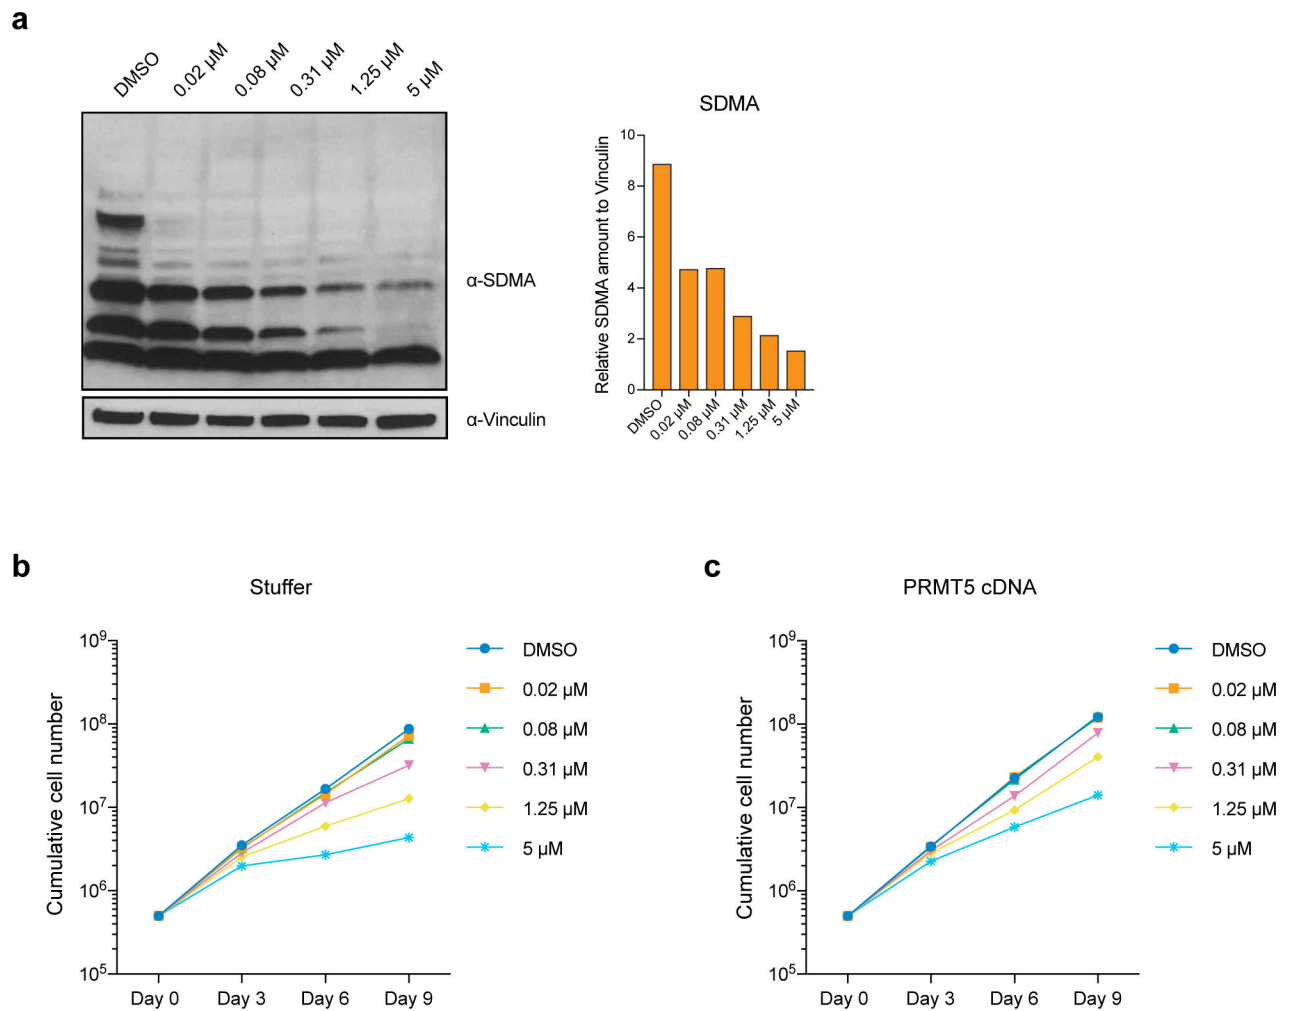 a
DMSO
0.02 µM
0.08 µM
0.31 µM
1.25 µM
5 µM
α-SDMA
α-Vinculin
SDMA
Relative SDMA amount to Vinculin
10
8
6
4
2
0
DMSO
0.02 µM
0.08 µM
0.31 µM
1.25 µM
5 µM
b
Stuffer
Cumulative cell number
10⁹
10⁸
10⁷
10⁶
10⁵
Day 0 Day 3 Day 6 Day 9
DMSO
0.02 µM
0.08 µM
0.31 µM
1.25 µM
5 µM
c
PRMT5 cDNA
Cumulative cell number
10⁹
10⁸
10⁷
10⁶
10⁵
Day 0 Day 3 Day 6 Day 9
DMSO
0.02 µM
0.08 µM
0.31 µM
1.25 µM
5 µM